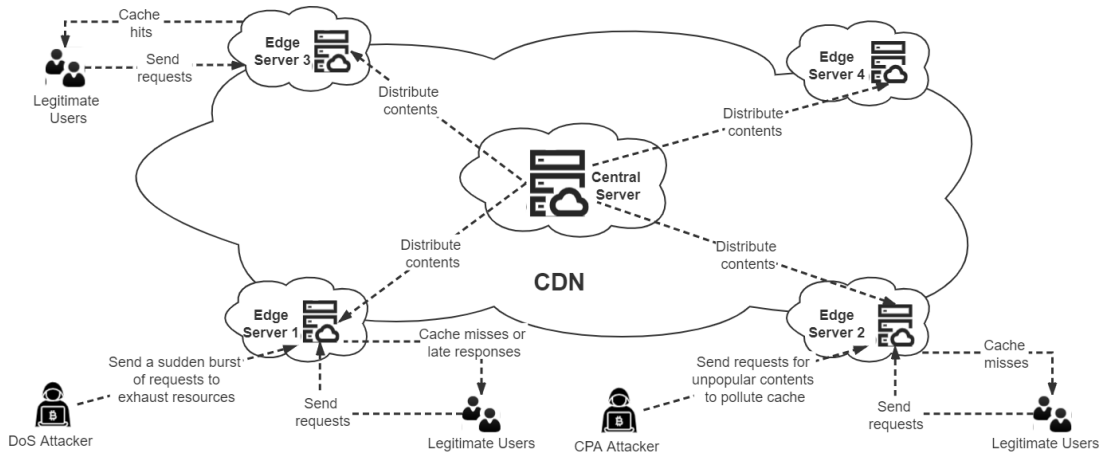 Cache
hits
Send
requests
Legitimate
Users
Edge
Server 3
Distribute
contents
Edge
Server 4
Distribute
contents
Central
Server
Distribute
contents
Distribute
contents
CDN
Edge
Server 1
Cache misses or
late responses
Send a sudden burst
of requests to
exhaust resources
Send
requests
DoS Attacker
Legitimate Users
Edge
Server 2
Cache
misses
Send requests for
unpopular contents
to pollute cache
Send
requests
CPA Attacker
Legitimate Users